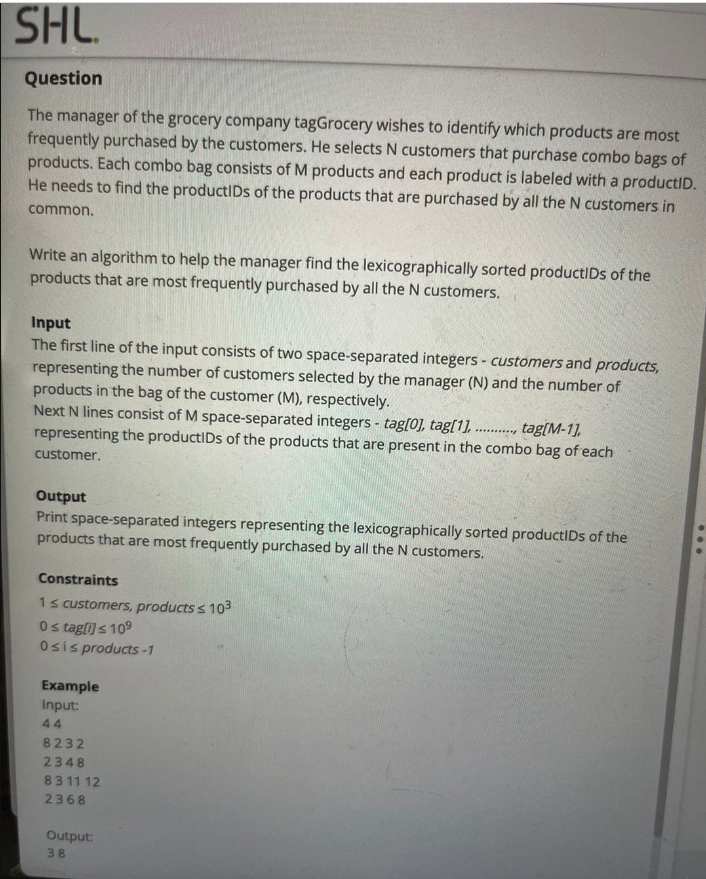 SHL.
Question
The manager of the grocery company tagGrocery wishes to identify which products are most
frequently purchased by the customers. He selects N customers that purchase combo bags of
products. Each combo bag consists of M products and each product is labeled with a productID.
He needs to find the productIDs of the products that are purchased by all the N customers in
common.
Write an algorithm to help the manager find the lexicographically sorted productIDs of the
products that are most frequently purchased by all the N customers.
Input
The first line of the input consists of two space-separated integers - customers and products,
representing the number of customers selected by the manager (N) and the number of
products in the bag of the customer (M), respectively.
Next N lines consist of M space-separated integers - tag[0], tag[1], .........., tag[M-1],
representing the productIDs of the products that are present in the combo bag of each
customer.
Output
Print space-separated integers representing the lexicographically sorted productIDs of the
products that are most frequently purchased by all the N customers.
Constraints
1 ≤ customers, products ≤ 10³
0 ≤ tag[i] ≤ 10⁹
0 ≤ i ≤ products -1
Example
Input:
4 4
8 2 3 2
2 3 4 8
8 3 11 12
2 3 6 8
Output:
3 8